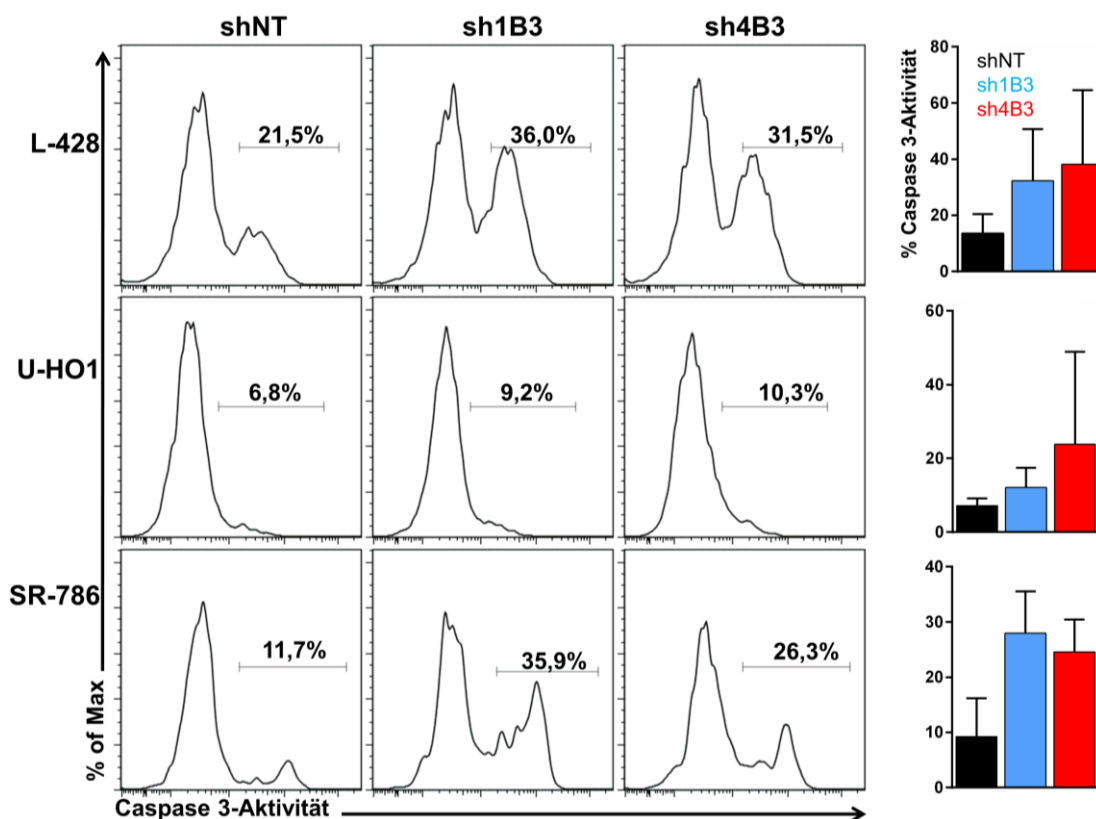 shNT sh1B3 sh4B3
L-428
21,5% 36,0% 31,5%
% Caspase 3-Aktivität
80
60
40
20
0
shNT
sh1B3
sh4B3
U-HO1
6,8% 9,2% 10,3%
60
40
20
0
SR-786
11,7% 35,9% 26,3%
40
30
20
10
0
% of Max
Caspase 3-Aktivität